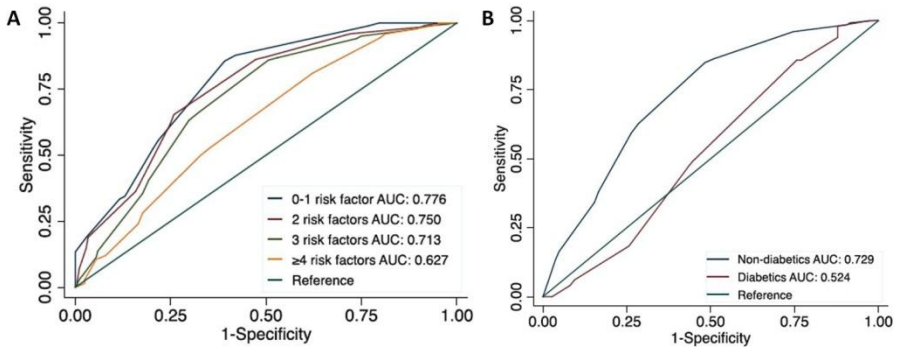 A
Sensitivity
1.00
0.75
0.50
0.25
0.00
0-1 risk factor AUC: 0.776
2 risk factors AUC: 0.750
3 risk factors AUC: 0.713
≥4 risk factors AUC: 0.627
Reference
0.00 0.25 0.50 0.75 1.00
1-Specificity
B
Sensitivity
1.00
0.75
0.50
0.25
0.00
Non-diabetics AUC: 0.729
Diabetics AUC: 0.524
Reference
0.00 0.25 0.50 0.75 1.00
1-Specificity